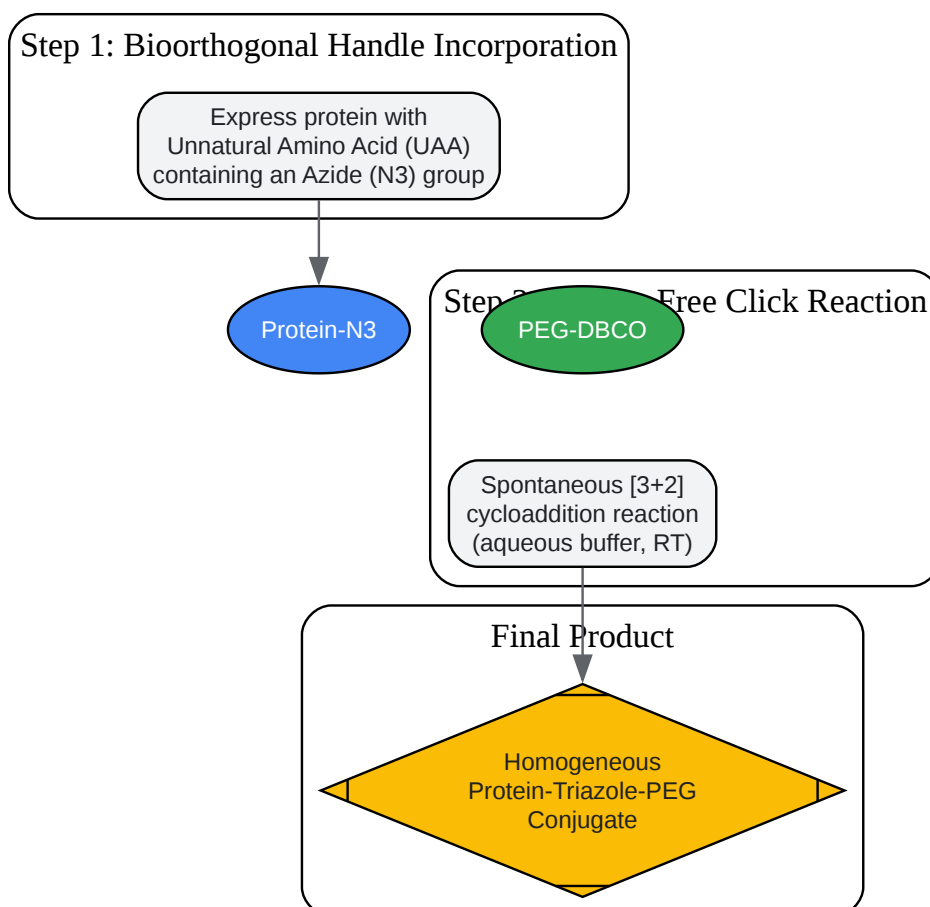 Step 1: Bioorthogonal Handle Incorporation
Express protein with
Unnatural Amino Acid (UAA)
containing an Azide (N3) group
Step Free Click Reaction
Protein-N3
PEG-DBCO
Spontaneous [3+2]
cycloaddition reaction
(aqueous buffer, RT)
Final Product
Homogeneous
Protein-Triazole-PEG
Conjugate